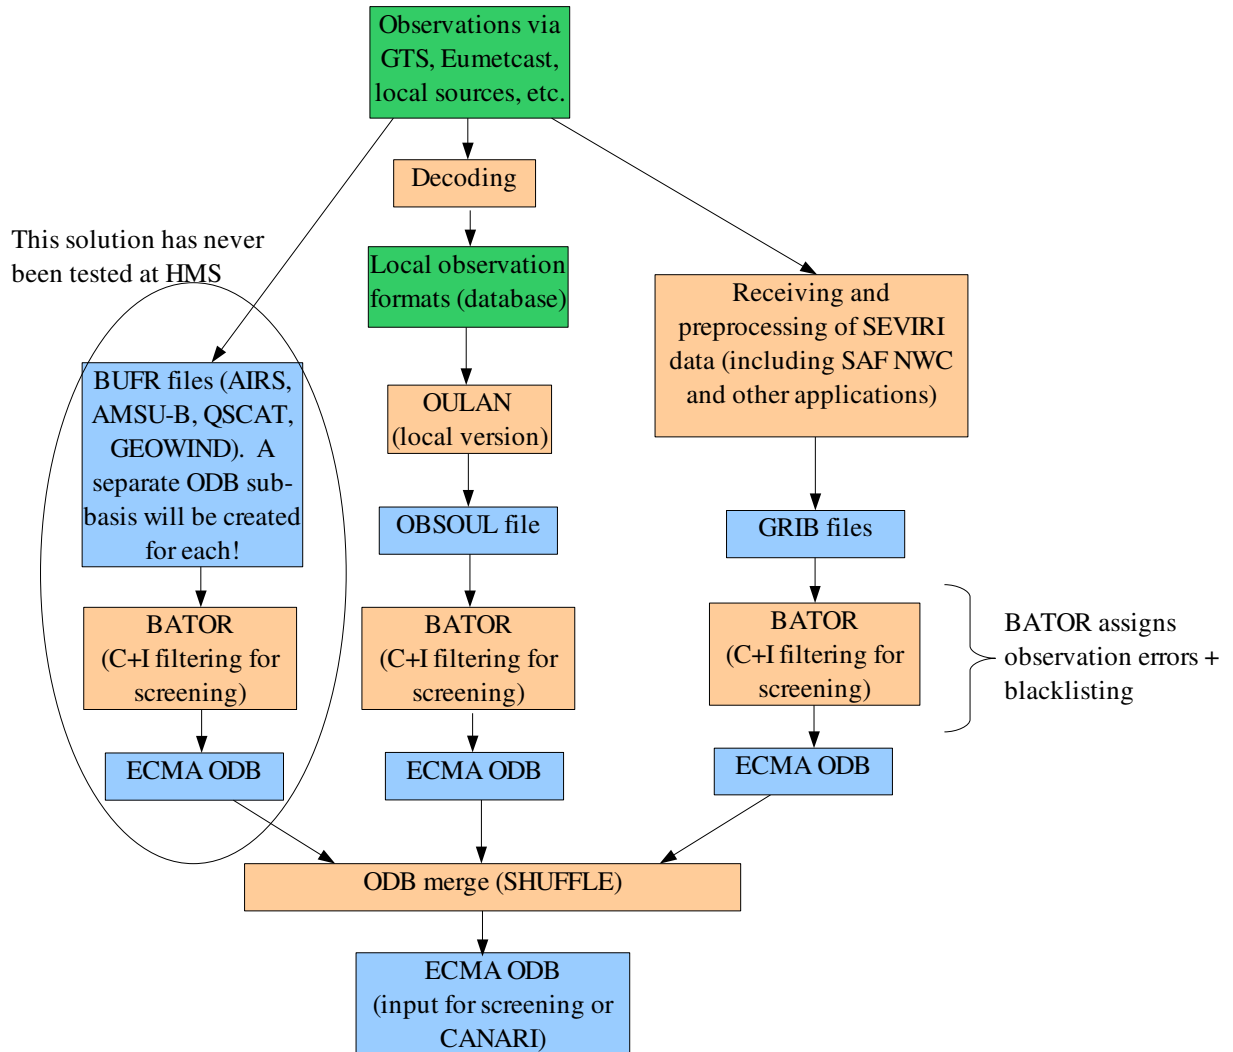 Observations via
GTS, Eumetcast,
local sources, etc.
Decoding
This solution has never
been tested at HMS
Local observation
formats (database)
Receiving and
preprocessing of SEVIRI
data (including SAF NWC
and other applications)
BUFR files (AIRS,
AMSU-B, QSCAT,
GEOWIND). A
separate ODB sub-
basis will be created
for each!
OULAN
(local version)
OBSOUL file
GRIB files
BATOR
(C+I filtering for
screening)
BATOR
(C+I filtering for
screening)
BATOR
(C+I filtering for
screening)
BATOR assigns
observation errors +
blacklisting
ECMA ODB
ECMA ODB
ECMA ODB
ODB merge (SHUFFLE)
ECMA ODB
(input for screening or
CANARI)